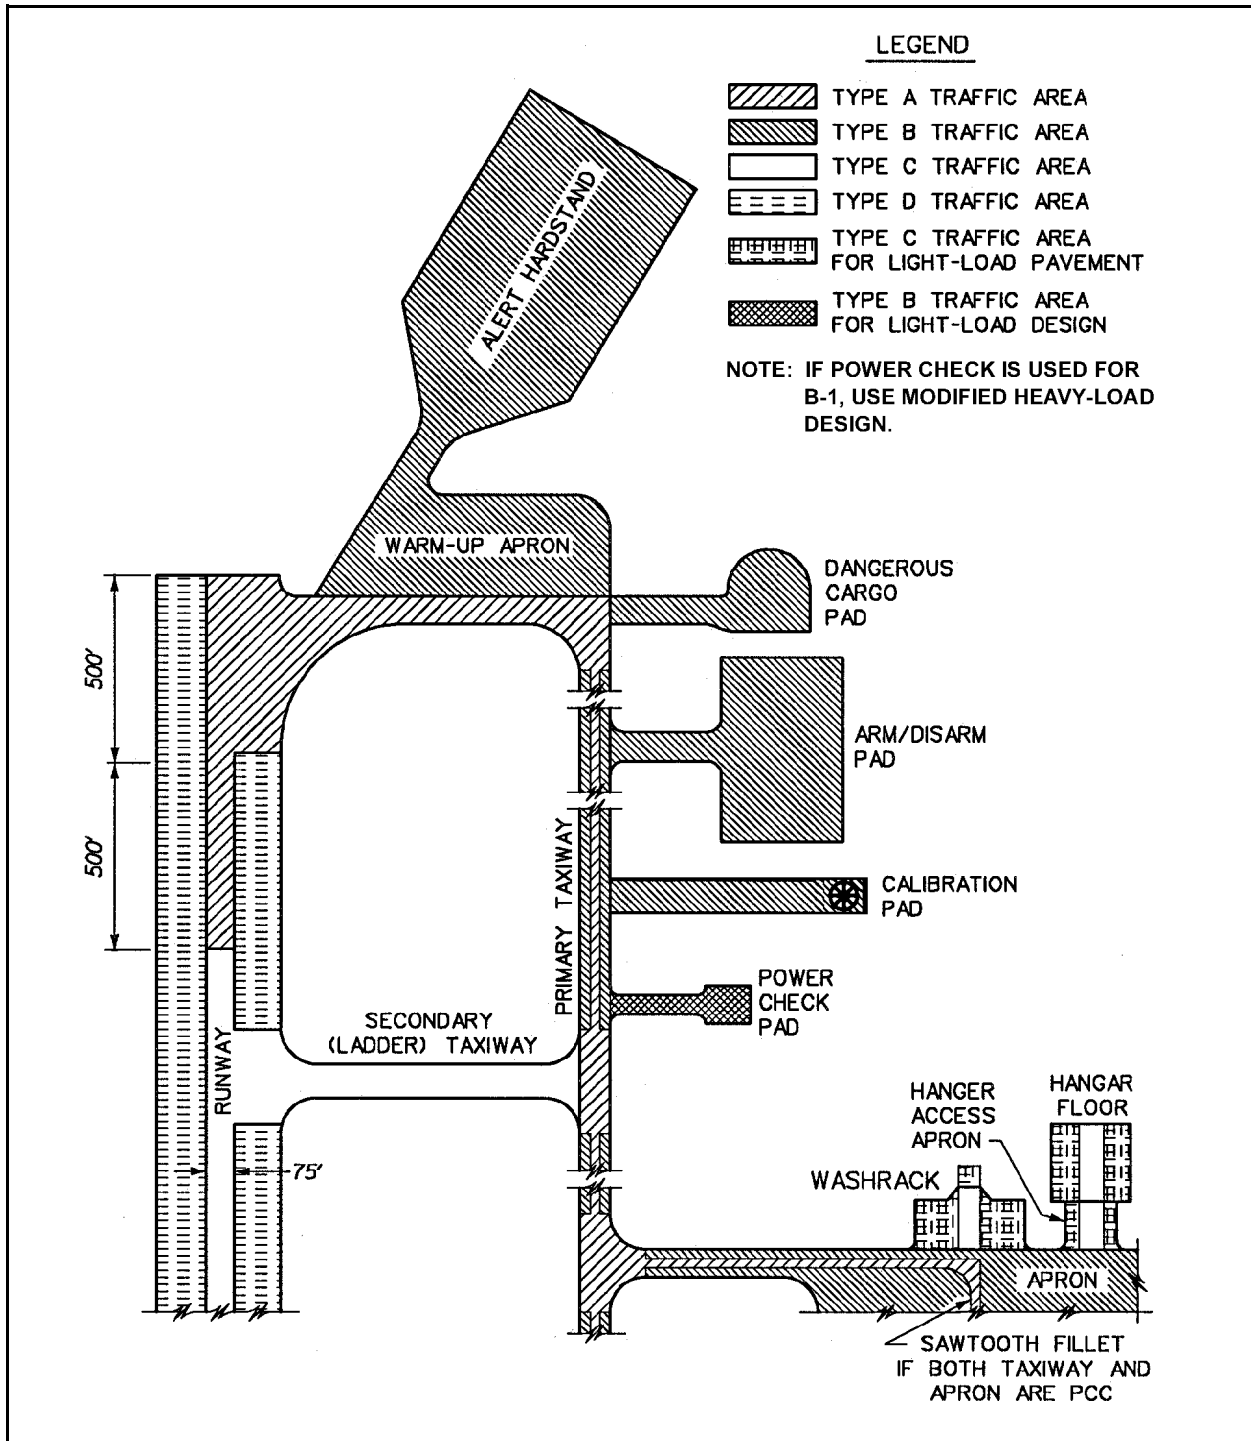 LEGEND
TYPE A TRAFFIC AREA
TYPE B TRAFFIC AREA
TYPE C TRAFFIC AREA
TYPE D TRAFFIC AREA
TYPE C TRAFFIC AREA
FOR LIGHT-LOAD PAVEMENT
TYPE B TRAFFIC AREA
FOR LIGHT-LOAD DESIGN
NOTE: IF POWER CHECK IS USED FOR
B-1, USE MODIFIED HEAVY-LOAD
DESIGN.
ALERT HARDSTAND
WARM-UP APRON
DANGEROUS
CARGO
PAD
500'
ARM/DISARM
PAD
500'
PRIMARY TAXIWAY
CALIBRATION
PAD
POWER
CHECK
PAD
SECONDARY
(LADDER) TAXIWAY
RUNWAY
75'
HANGER
ACCESS
APRON
HANGAR
FLOOR
WASHRACK
APRON
SAWTOOTH FILLET
IF BOTH TAXIWAY AND
APRON ARE PCC